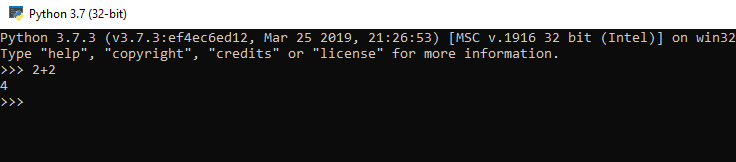 Python 3.7 (32-bit)
Python 3.7.3 (v3.7.3:ef4ec6ed12, Mar 25 2019, 21:26:53) [MSC v.1916 32 bit (Intel)] on win32
Type "help", "copyright", "credits" or "license" for more information.
>>> 2+2
4
>>>